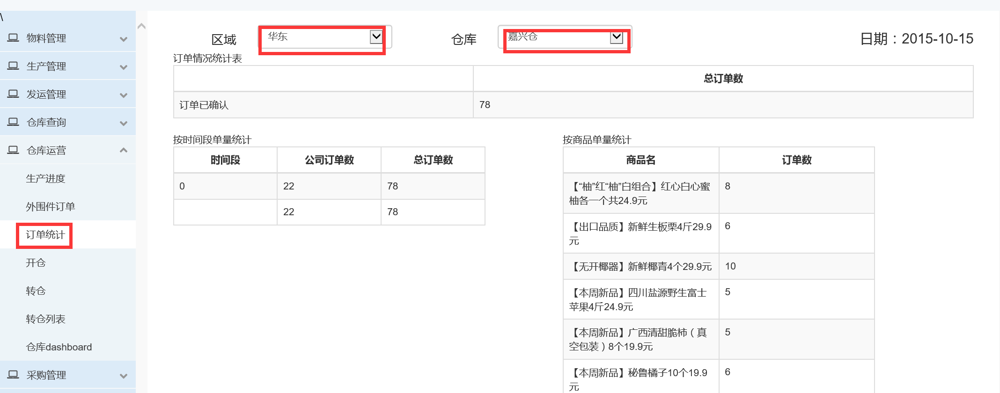 \
物料管理
生产管理
发运管理
仓库查询
仓库运营
生产进度
外围件订单
订单统计
开仓
转仓
转仓列表
仓库dashboard
采购管理
区域 华东 仓库 嘉兴仓 日期：2015-10-15
订单情况统计表
总订单数
订单已确认 78
按时间段单量统计
时间段 公司订单数 总订单数
0 22 78
22 78
按商品单量统计
商品名 订单数
【“柚”红“柚”白组合】红心白心蜜 8
柚各一个共24.9元
【出口品质】新鲜生板栗4斤29.9 6
元
【无开椰器】新鲜椰青4个29.9元 10
【本周新品】四川盐源野生富士 5
苹果4斤24.9元
【本周新品】广西清甜脆柿（真 5
空包装）8个19.9元
【本周新品】秘鲁橘子10个19.9 6
元